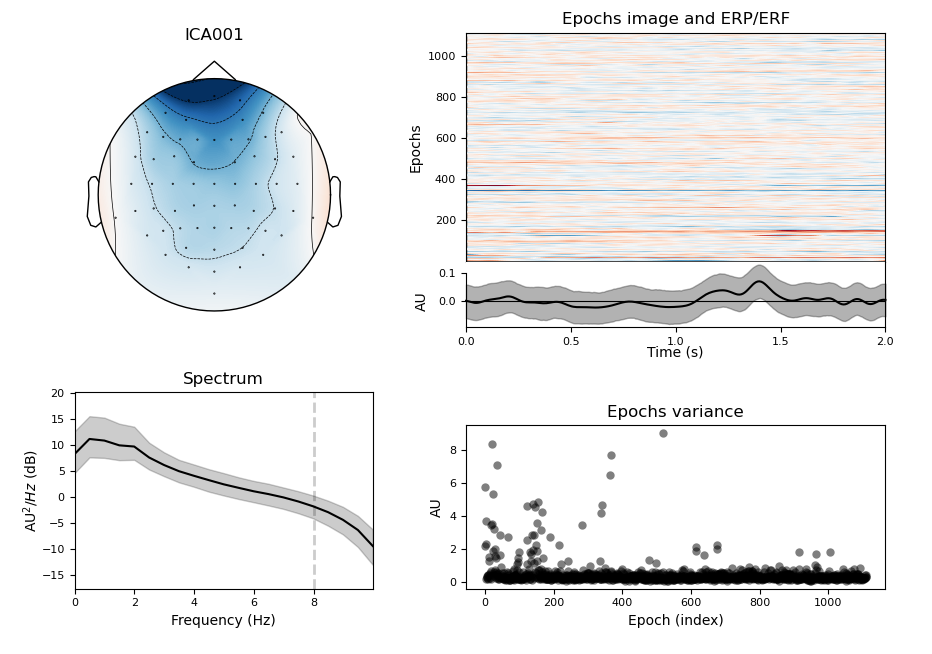 ICA001
Epochs image and ERP/ERF
1000
800
600
400
200
Epochs
0.1
0.0
AU
0.0 0.5 1.0 1.5 2.0
Time (s)
Spectrum
20
15
10
5
0
−5
−10
−15
AU²/Hz (dB)
0 2 4 6 8
Frequency (Hz)
Epochs variance
8
6
4
2
0
AU
0 200 400 600 800 1000
Epoch (index)